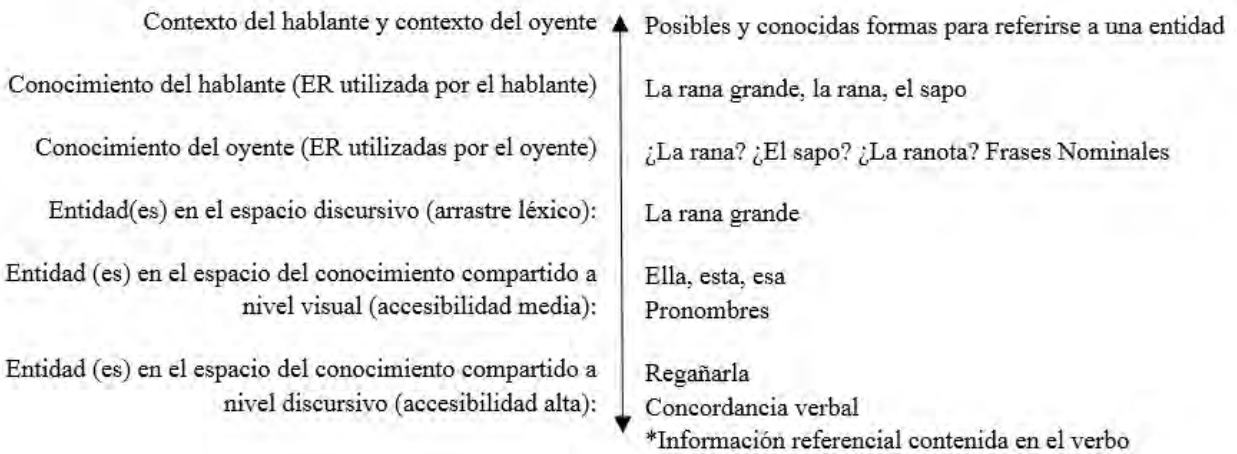 Contexto del hablante y contexto del oyente
Posibles y conocidas formas para referirse a una entidad
Conocimiento del hablante (ER utilizada por el hablante)
La rana grande, la rana, el sapo
Conocimiento del oyente (ER utilizadas por el oyente)
¿La rana? ¿El sapo? ¿La ranota? Frases Nominales
Entidad(es) en el espacio discursivo (arrastre léxico):
La rana grande
Entidad (es) en el espacio del conocimiento compartido a
nivel visual (accesibilidad media):
Ella, esta, esa
Pronombres
Entidad (es) en el espacio del conocimiento compartido a
nivel discursivo (accesibilidad alta):
Regañarla
Concordancia verbal
*Información referencial contenida en el verbo